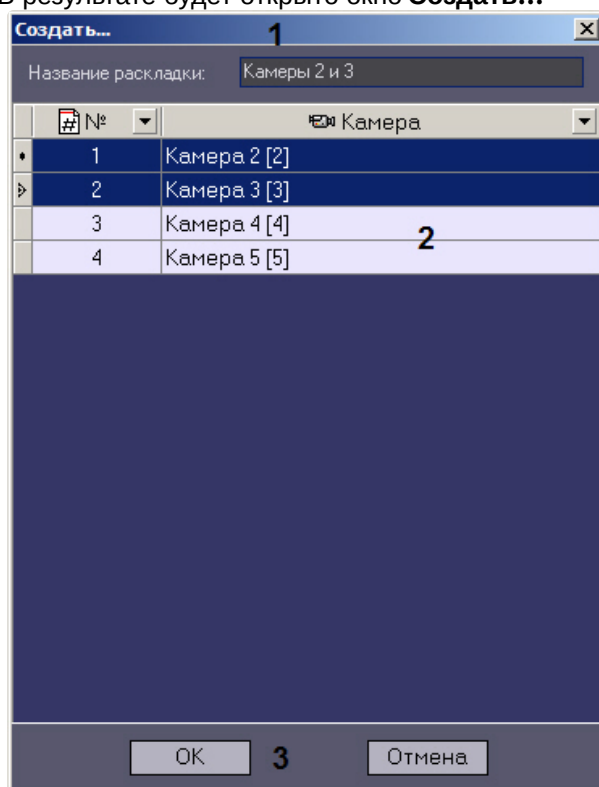 В результате будет открыто окно Создать...
Создать... 1
Название раскладки: Камеры 2 и 3
№ Камера
1 Камера 2 [2]
2 Камера 3 [3]
3 Камера 4 [4]
2
4 Камера 5 [5]
OK 3 Отмена